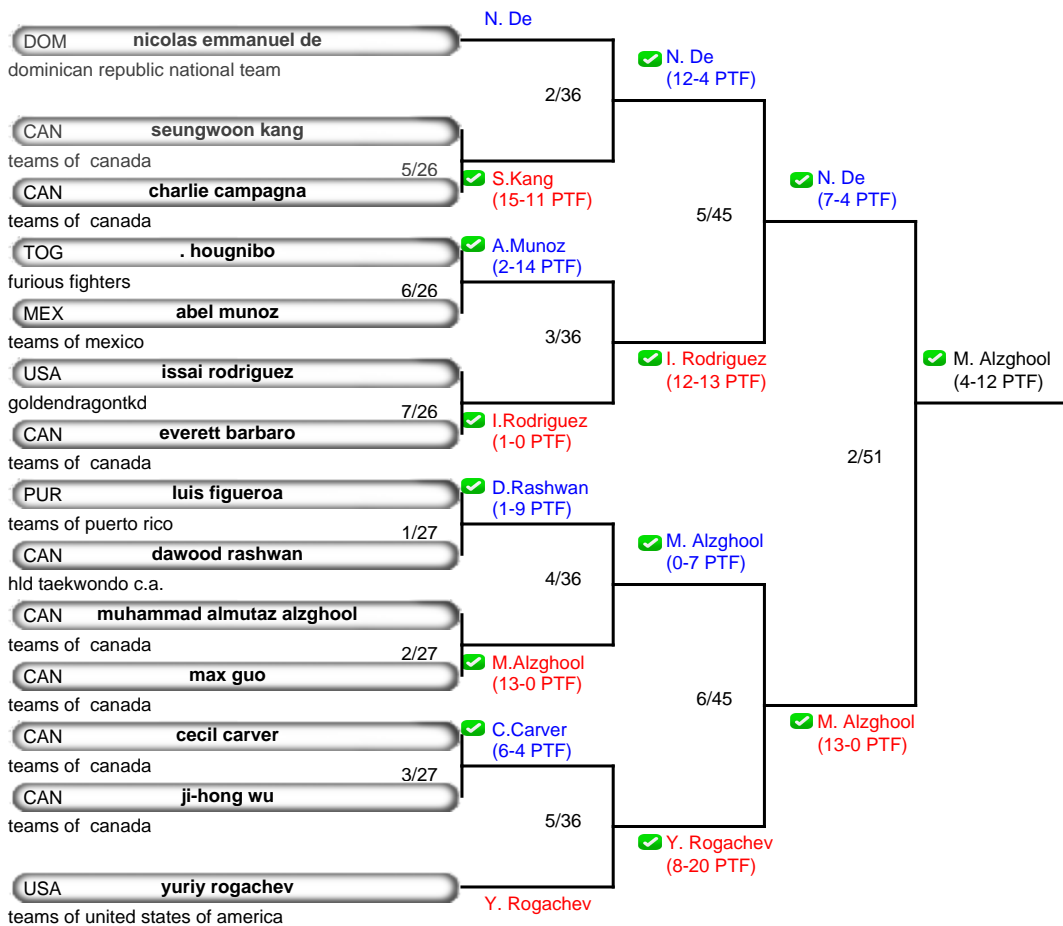 N. De
DOM nicolas emmanuel de
dominican republic national team
N. De
(12-4 PTF)
2/36
CAN seungwoon kang
teams of canada
5/26
CAN charlie campagna
teams of canada
S.Kang
(15-11 PTF)
N. De
(7-4 PTF)
5/45
TOG . hougnibo
furious fighters
6/26
MEX abel munoz
teams of mexico
A.Munoz
(2-14 PTF)
3/36
USA issai rodriguez
goldendragontkd
7/26
CAN everett barbaro
teams of canada
I.Rodriguez
(1-0 PTF)
I. Rodriguez
(12-13 PTF)
M. Alzghool
(4-12 PTF)
2/51
PUR luis figueroa
teams of puerto rico
1/27
CAN dawood rashwan
hld taekwondo c.a.
D.Rashwan
(1-9 PTF)
M. Alzghool
(0-7 PTF)
4/36
CAN muhammad almutaz alzghool
teams of canada
2/27
CAN max guo
teams of canada
M.Alzghool
(13-0 PTF)
6/45
M. Alzghool
(13-0 PTF)
CAN cecil carver
teams of canada
3/27
CAN ji-hong wu
teams of canada
C.Carver
(6-4 PTF)
5/36
Y. Rogachev
(8-20 PTF)
USA yuriy rogachev
teams of united states of america
Y. Rogachev